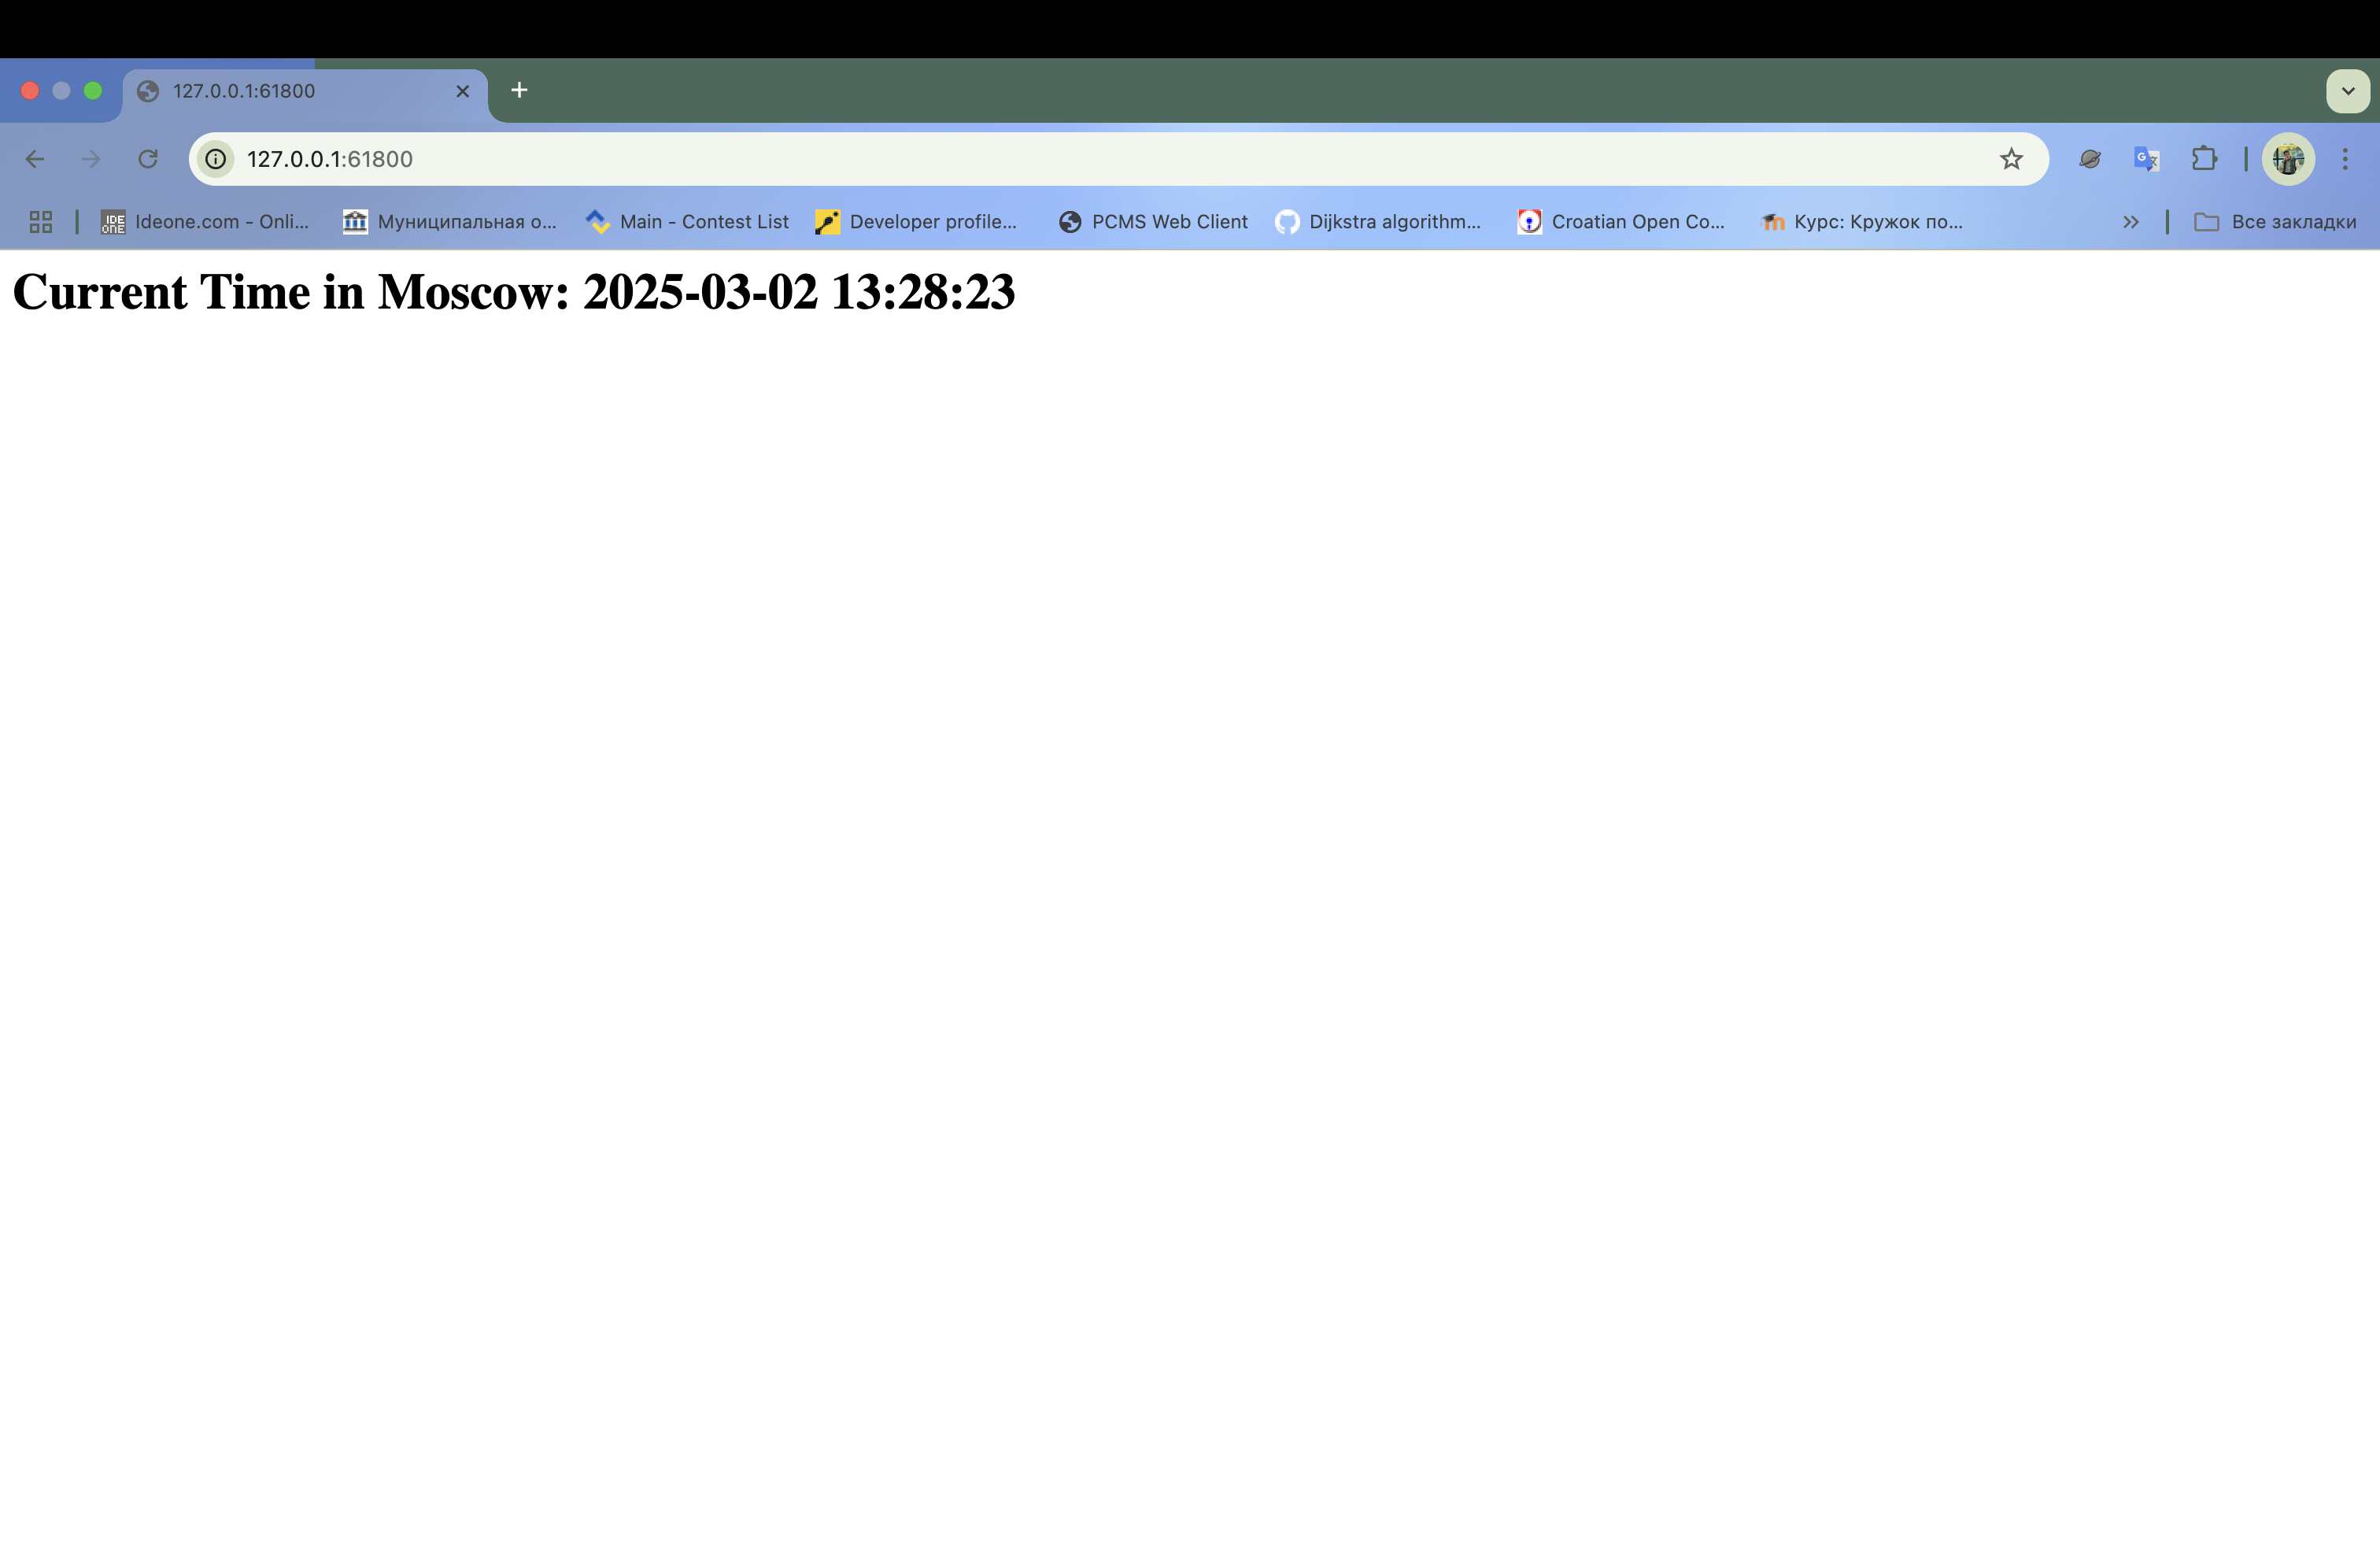 127.0.0.1:61800
127.0.0.1:61800
IDE ONE Ideone.com - Onli... Муниципальная о... Main - Contest List Developer profile... PCMS Web Client Dijkstra algorithm... Croatian Open Co... Курс: Кружок по... Все закладки
Current Time in Moscow: 2025-03-02 13:28:23